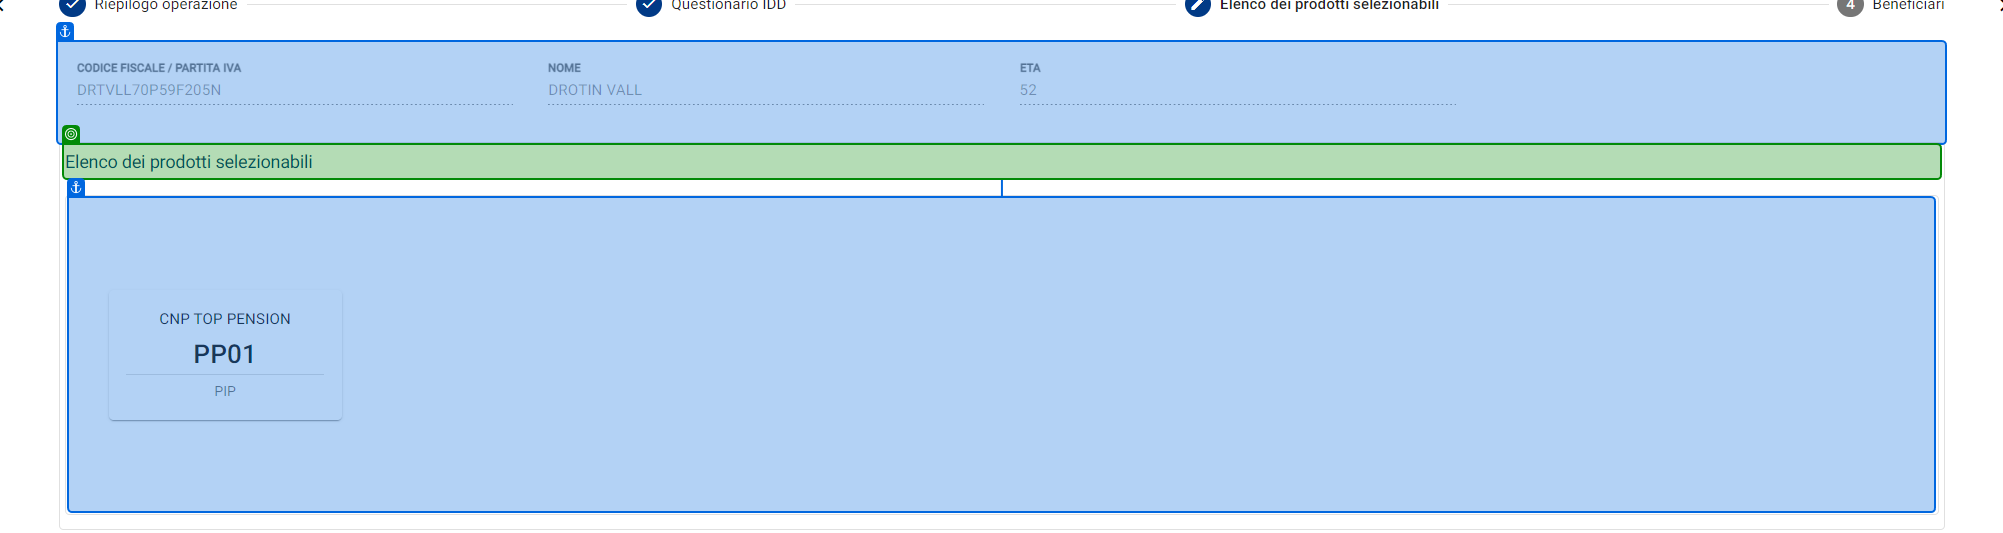 Riepilogo operazione
Questionario IDD
Elenco dei prodotti selezionabili
4 Beneficiari
CODICE FISCALE / PARTITA IVA
DRTVLL70P59F205N
NOME
DROTIN VALL
ETA
52
Elenco dei prodotti selezionabili
CNP TOP PENSION
PP01
PIP